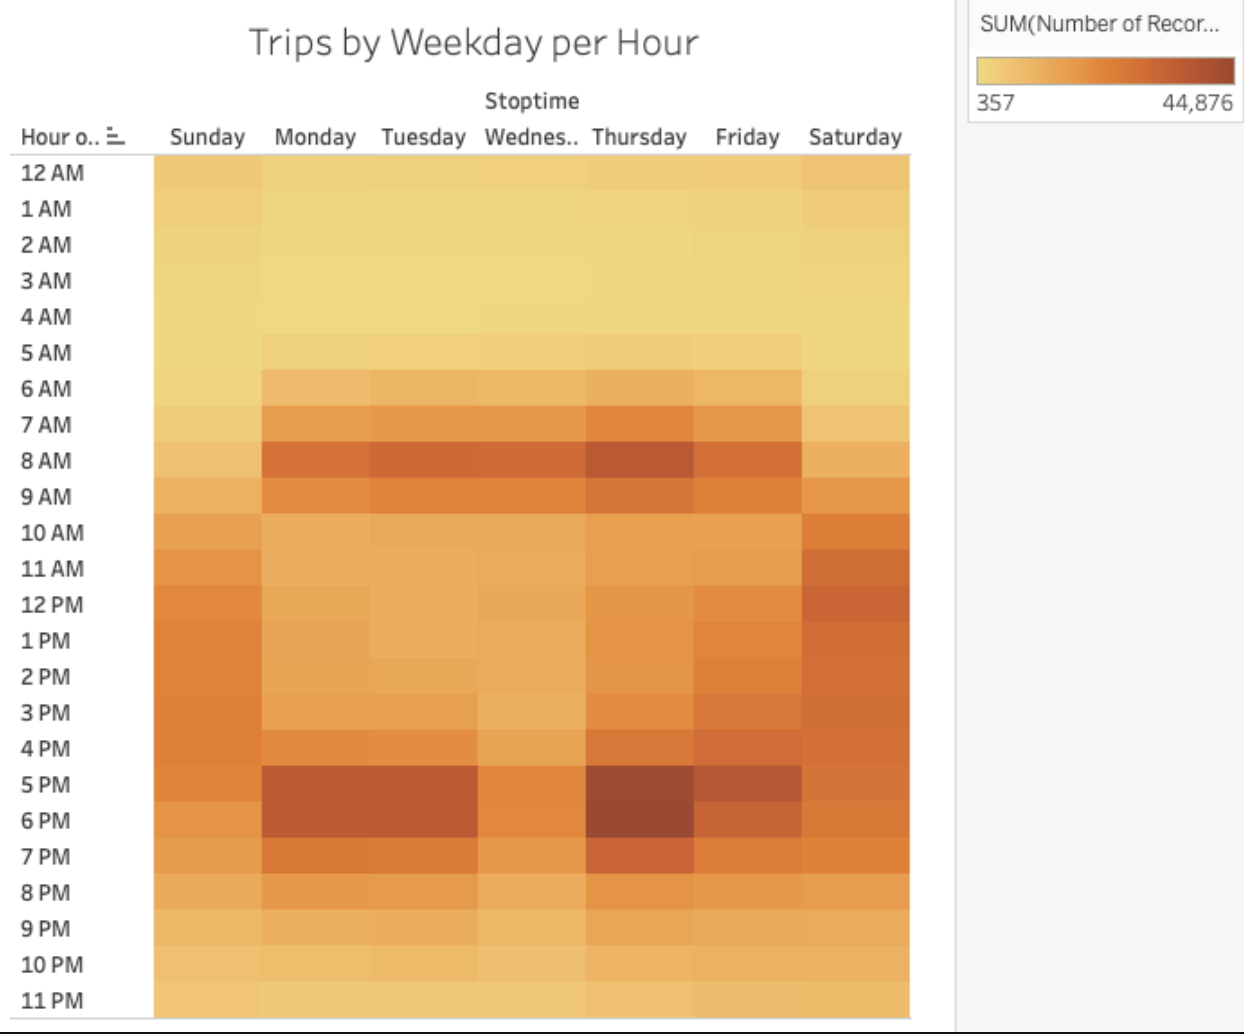 Trips by Weekday per Hour
SUM(Number of Recor...
357 44,876
Stoptime
Hour o.. Sunday Monday Tuesday Wednes.. Thursday Friday Saturday
12 AM
1 AM
2 AM
3 AM
4 AM
5 AM
6 AM
7 AM
8 AM
9 AM
10 AM
11 AM
12 PM
1 PM
2 PM
3 PM
4 PM
5 PM
6 PM
7 PM
8 PM
9 PM
10 PM
11 PM